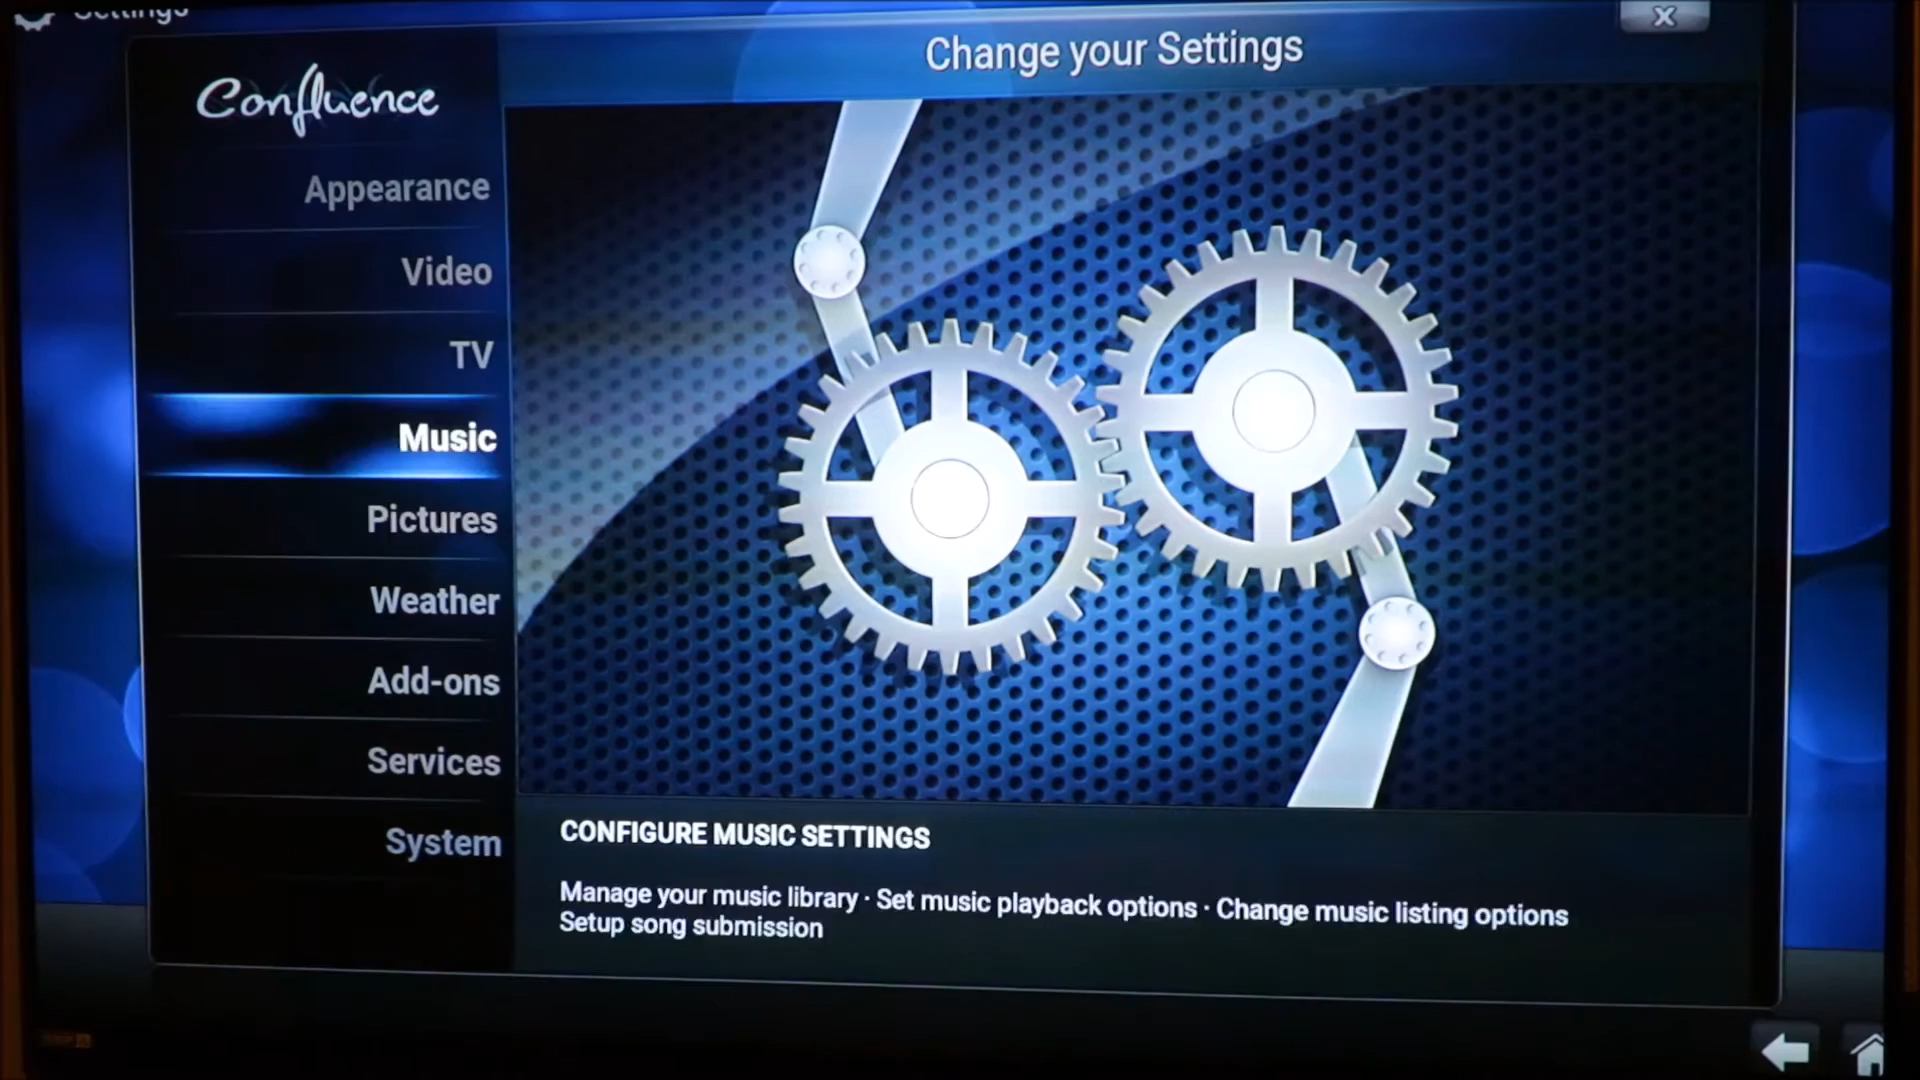 Settings
X
Change your Settings
Confluence
Appearance
Video
TV
Music
Pictures
Weather
Add-ons
Services
System
CONFIGURE MUSIC SETTINGS
Manage your music library · Set music playback options · Change music listing options
Setup song submission